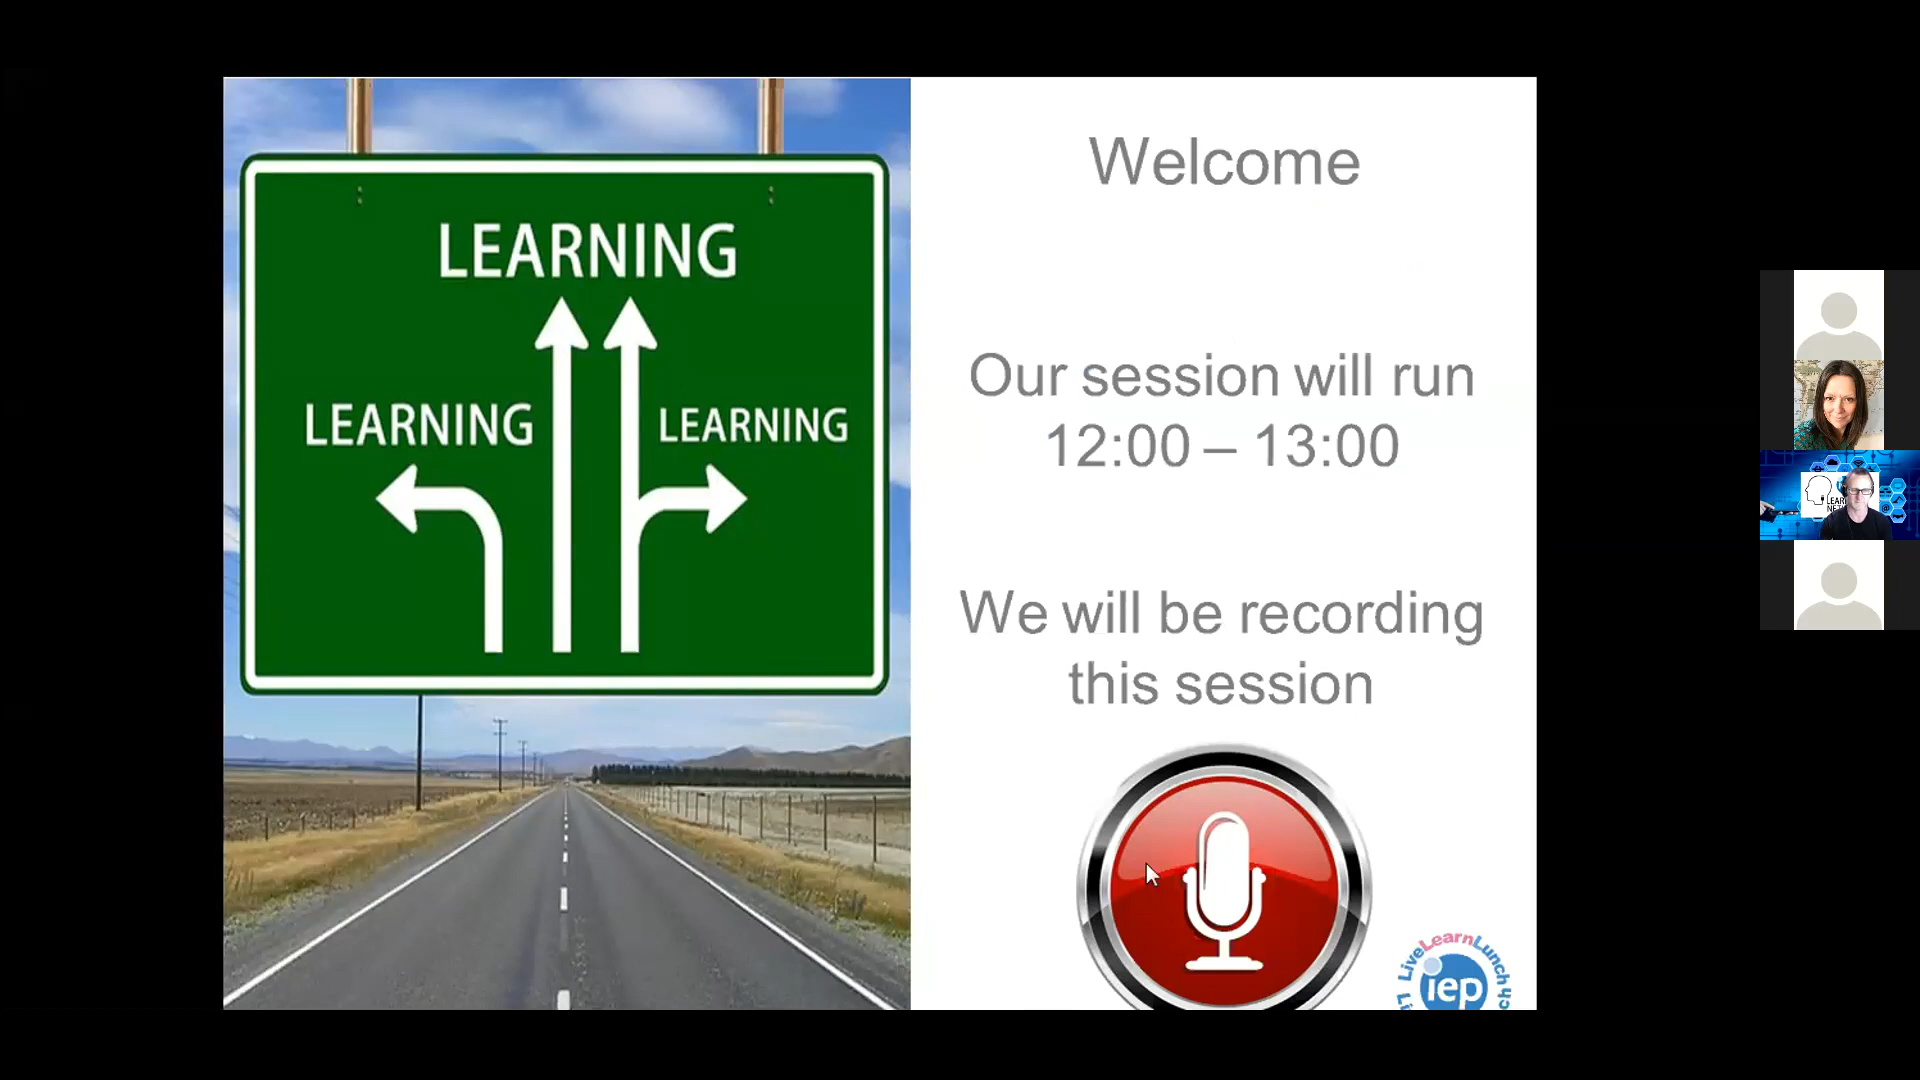 LEARNING
LEARNING
LEARNING
Welcome
Our session will run
12:00 – 13:00
We will be recording
this session
LiveLearnLunch
iep
LEAR